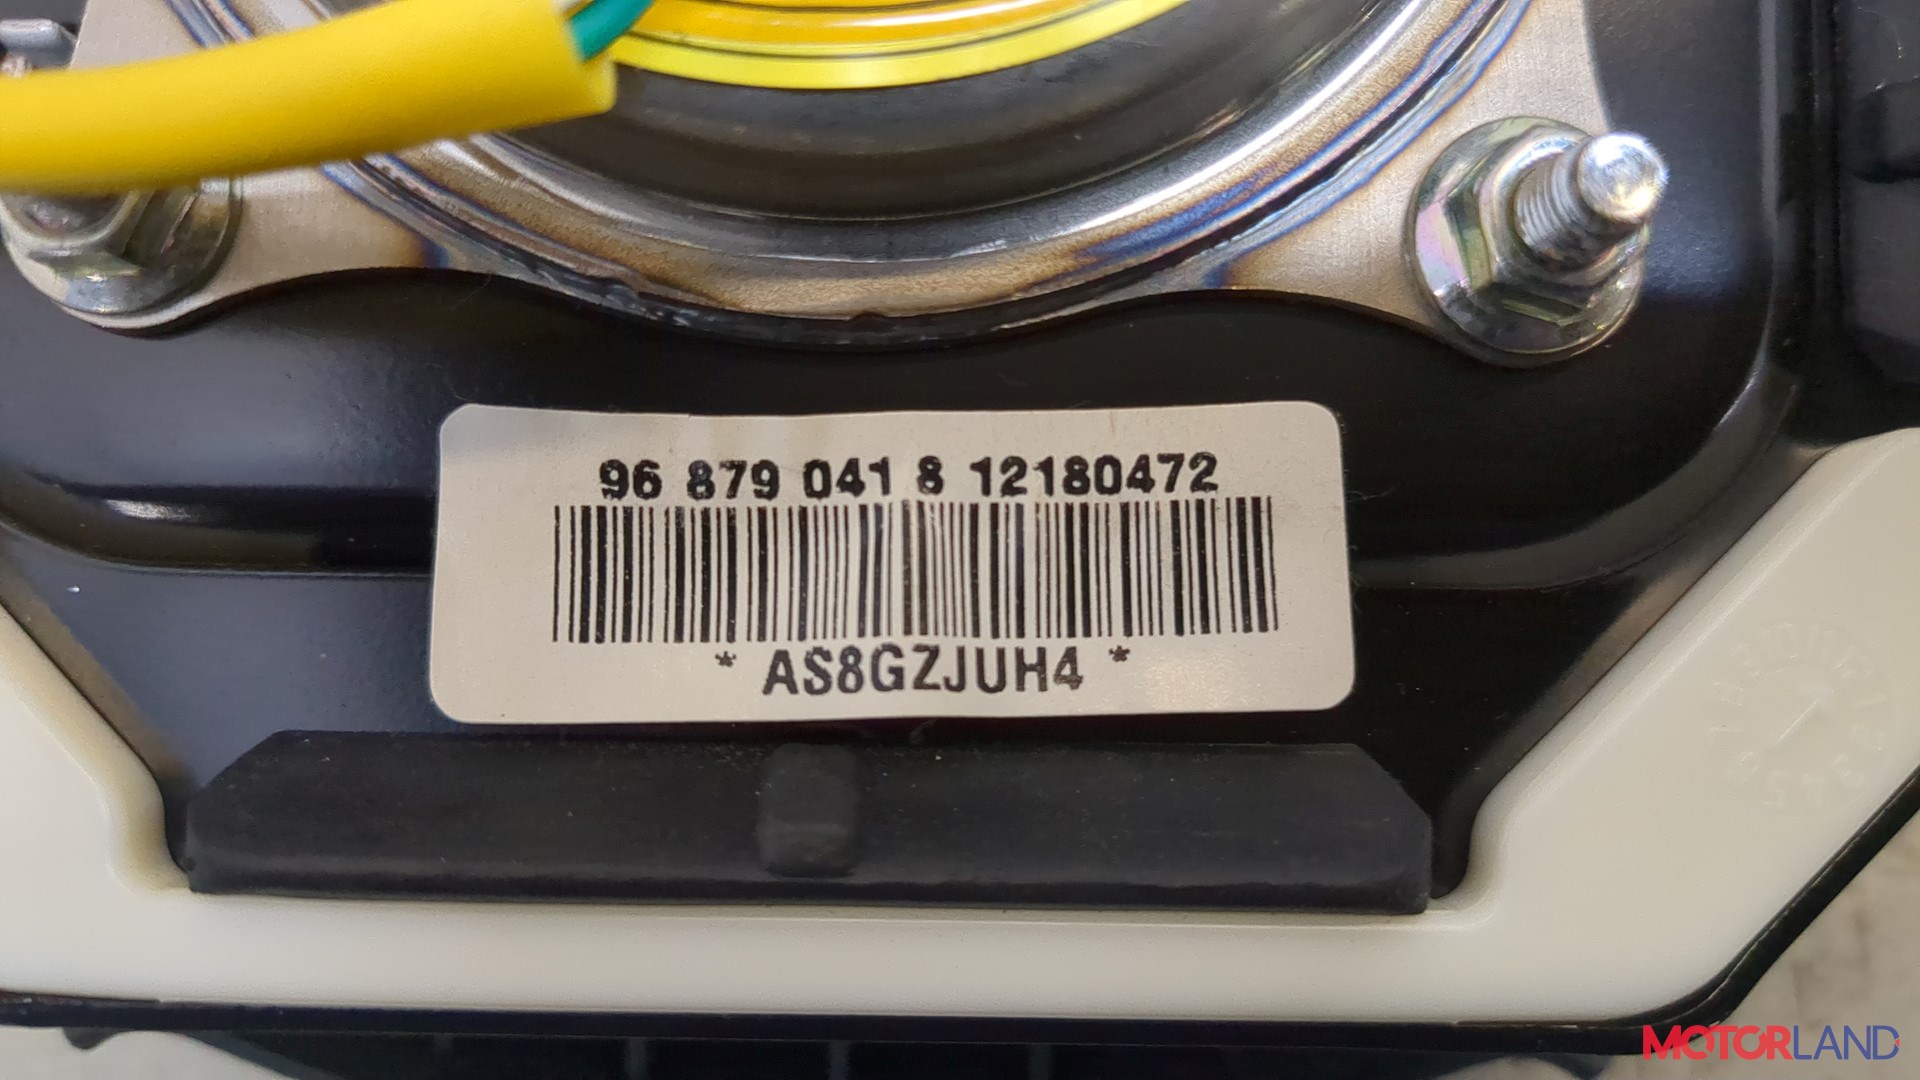 96 879 041 8 12180472
* AS8GZJUH4 *
MOTORLAND